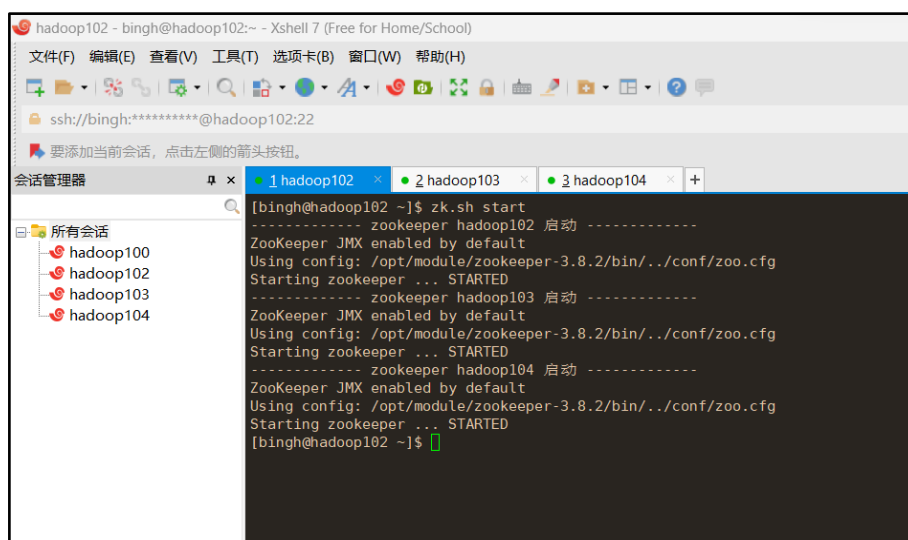 hadoop102 - bingh@hadoop102:~ - Xshell 7 (Free for Home/School)
文件(F) 编辑(E) 查看(V) 工具(T) 选项卡(B) 窗口(W) 帮助(H)
ssh://bingh:**********@hadoop102:22
要添加当前会话，点击左侧的箭头按钮。
会话管理器
1 hadoop102 × 2 hadoop103 × 3 hadoop104 × +
所有会话
hadoop100
hadoop102
hadoop103
hadoop104
[bingh@hadoop102 ~]$ zk.sh start
------------- zookeeper hadoop102 启动 -------------
ZooKeeper JMX enabled by default
Using config: /opt/module/zookeeper-3.8.2/bin/../conf/zoo.cfg
Starting zookeeper ... STARTED
------------- zookeeper hadoop103 启动 -------------
ZooKeeper JMX enabled by default
Using config: /opt/module/zookeeper-3.8.2/bin/../conf/zoo.cfg
Starting zookeeper ... STARTED
------------- zookeeper hadoop104 启动 -------------
ZooKeeper JMX enabled by default
Using config: /opt/module/zookeeper-3.8.2/bin/../conf/zoo.cfg
Starting zookeeper ... STARTED
[bingh@hadoop102 ~]$